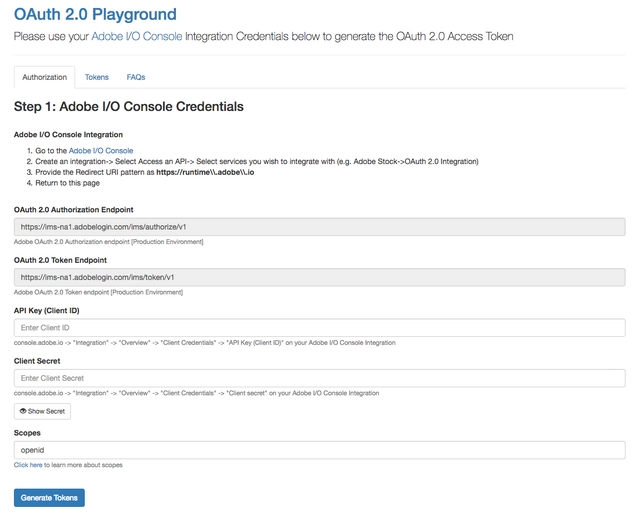 OAuth 2.0 Playground
Please use your Adobe I/O Console Integration Credentials below to generate the OAuth 2.0 Access Token
Authorization Tokens FAQs
Step 1: Adobe I/O Console Credentials
Adobe I/O Console Integration
1. Go to the Adobe I/O Console
2. Create an integration-> Select Access an API-> Select services you wish to integrate with (e.g. Adobe Stock->OAuth 2.0 Integration)
3. Provide the Redirect URI pattern as https://runtime\\.adobe\\.io
4. Return to this page
OAuth 2.0 Authorization Endpoint
https://ims-na1.adobelogin.com/ims/authorize/v1
Adobe OAuth 2.0 Authorization endpoint [Production Environment]
OAuth 2.0 Token Endpoint
https://ims-na1.adobelogin.com/ims/token/v1
Adobe OAuth 2.0 Token endpoint [Production Environment]
API Key (Client ID)
Enter Client ID
console.adobe.io -> "Integration" -> "Overview" -> "Client Credentials" -> "API Key (Client ID)" on your Adobe I/O Console Integration
Client Secret
Enter Client Secret
console.adobe.io -> "Integration" -> "Overview" -> "Client Credentials" -> "Client secret" on your Adobe I/O Console Integration
Show Secret
Scopes
openid
Click here to learn more about scopes
Generate Tokens